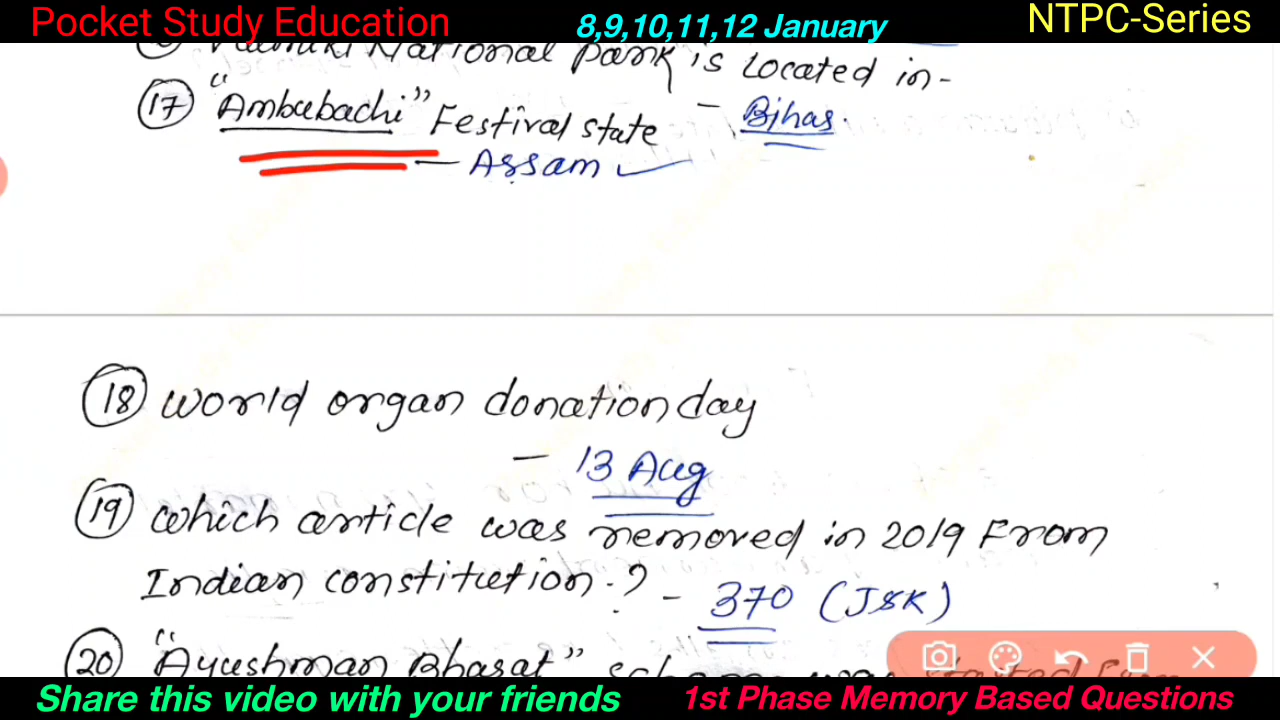 Pocket Study Education
8,9,10,11,12 January
NTPC-Series
National park is located in-
- Bihar.
17 "Ambubachi" Festival state
- Assam
18 world organ donation day
- 13 Aug
19 which article was removed in 2019 From
Indian constitution.? - 370 (J&K)
20 "Ayushman Bharat"
Share this video with your friends
1st Phase Memory Based Questions